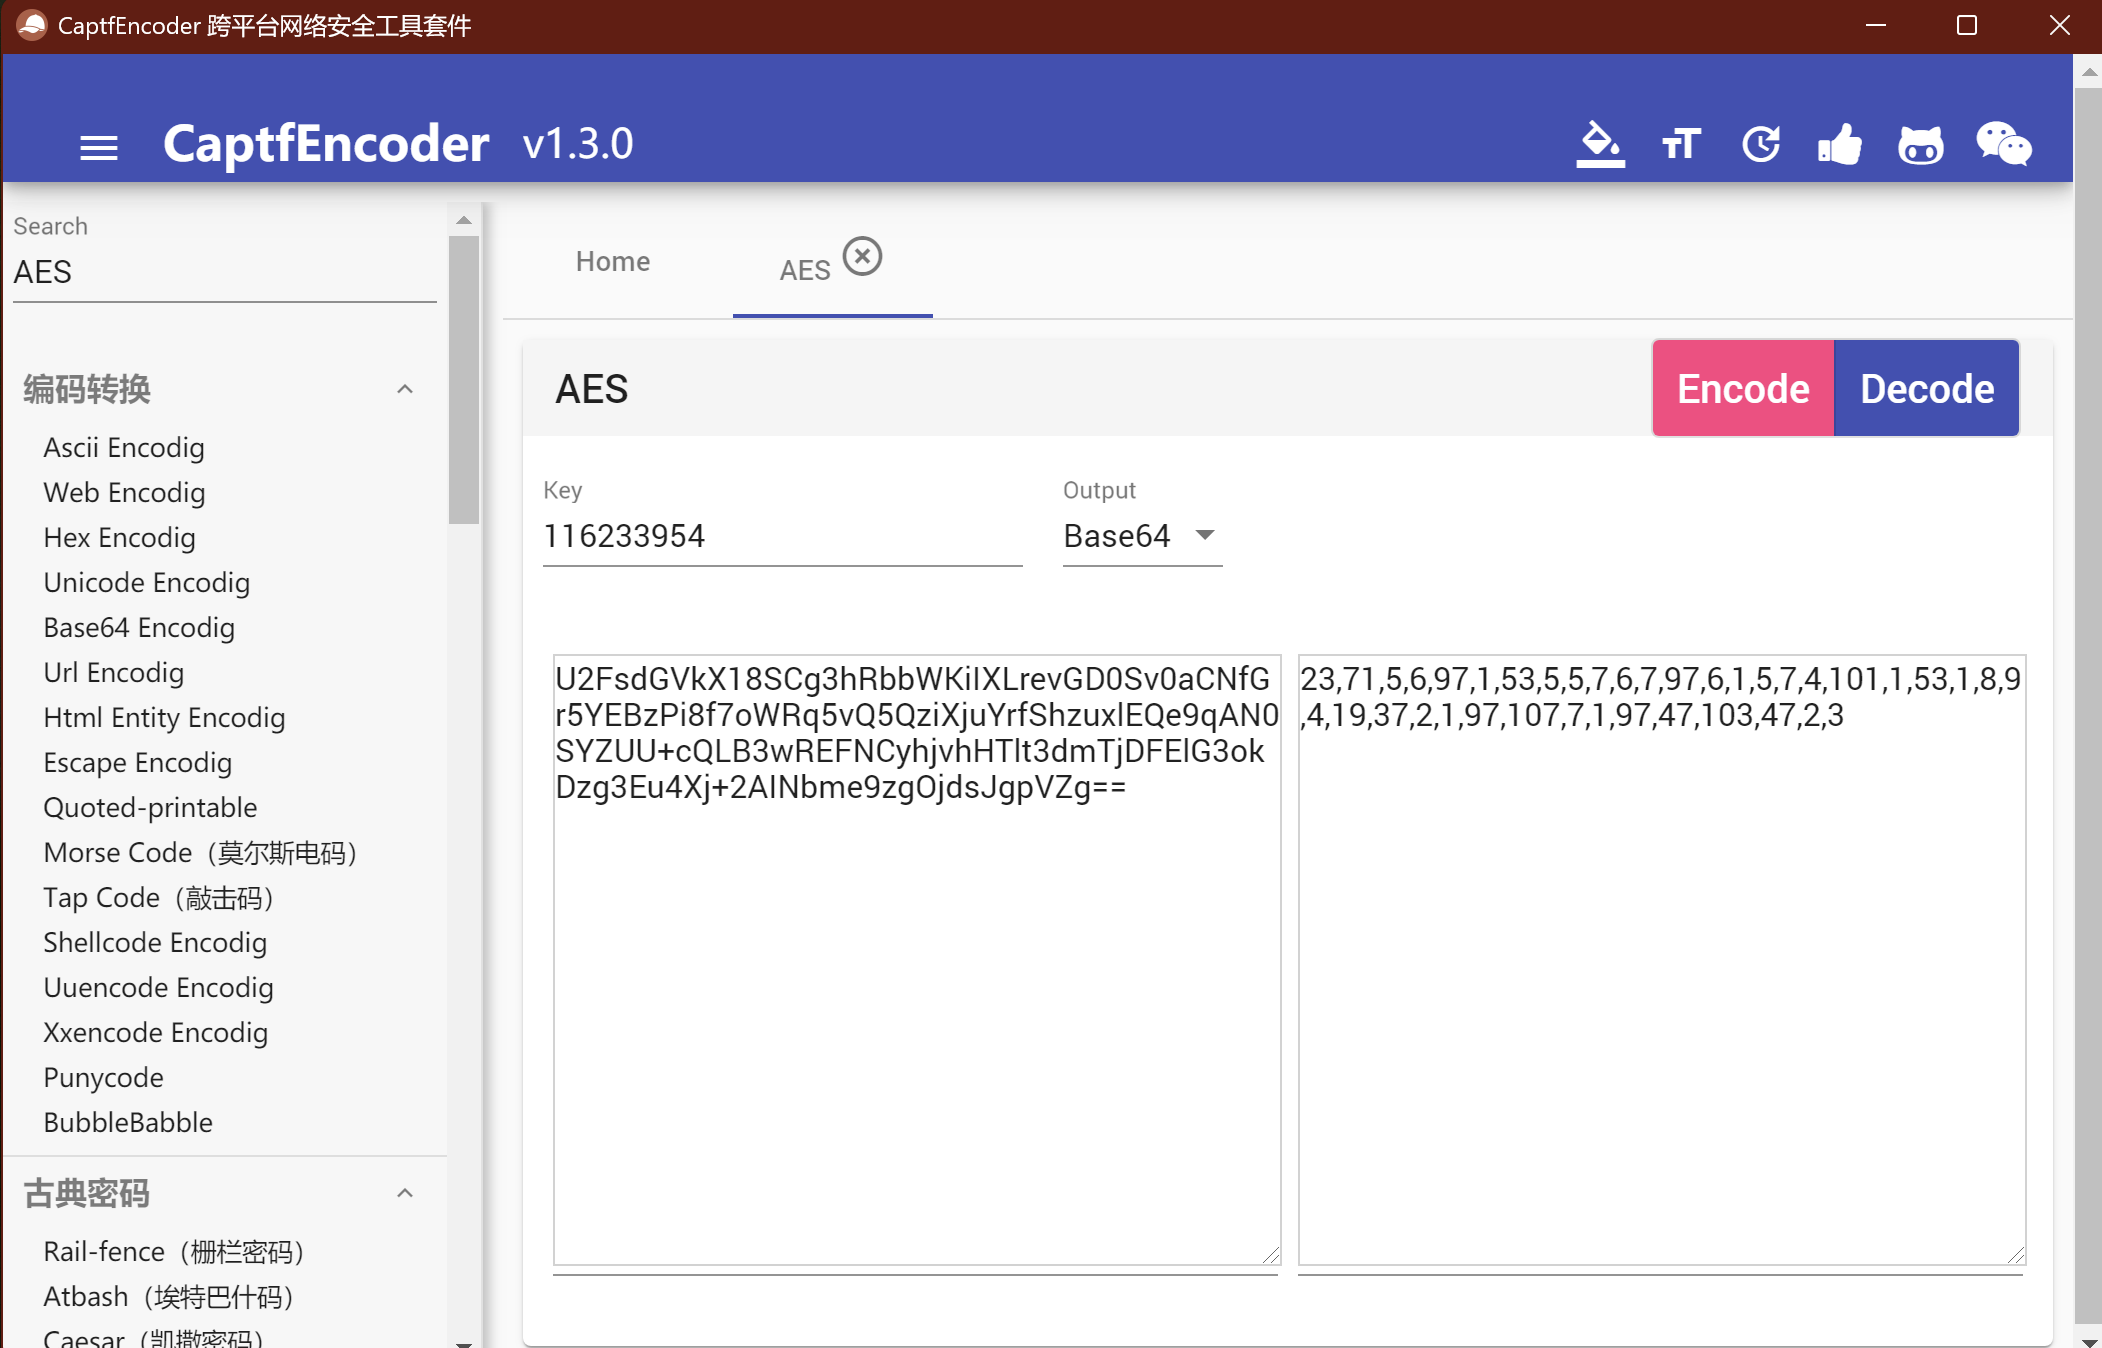 CaptfEncoder 跨平台网络安全工具套件
CaptfEncoder v1.3.0
Search
AES
编码转换
Ascii Encodig
Web Encodig
Hex Encodig
Unicode Encodig
Base64 Encodig
Url Encodig
Html Entity Encodig
Escape Encodig
Quoted-printable
Morse Code（莫尔斯电码）
Tap Code（敲击码）
Shellcode Encodig
Uuencode Encodig
Xxencode Encodig
Punycode
BubbleBabble
古典密码
Rail-fence（栅栏密码）
Atbash（埃特巴什码）
Caesar（凯撒密码）
Home
AES
AES
Encode Decode
Key
116233954
Output
Base64
U2FsdGVkX18SCg3hRbbWKiIXLrevGD0Sv0aCNfG
r5YEBzPi8f7oWRq5vQ5QziXjuYrfShzuxlEQe9qAN0
SYZUU+cQLB3wREFNCyhjvhHTlt3dmTjDFElG3ok
Dzg3Eu4Xj+2AINbme9zgOjdsJgpVZg==
23,71,5,6,97,1,53,5,5,7,6,7,97,6,1,5,7,4,101,1,53,1,8,9
,4,19,37,2,1,97,107,7,1,97,47,103,47,2,3